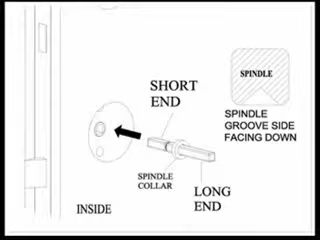 SPINDLE
SHORT
END
SPINDLE
GROOVE SIDE
FACING DOWN
SPINDLE
COLLAR
LONG
END
INSIDE